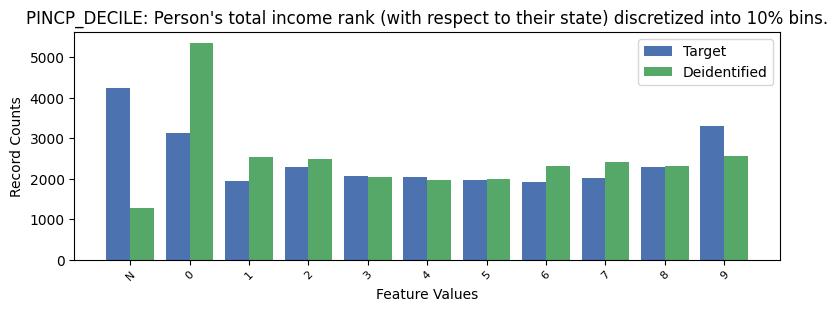 PINCP_DECILE: Person's total income rank (with respect to their state) discretized into 10% bins.
Target
Deidentified
Record Counts
5000
4000
3000
2000
1000
0
N 0 1 2 3 4 5 6 7 8 9
Feature Values